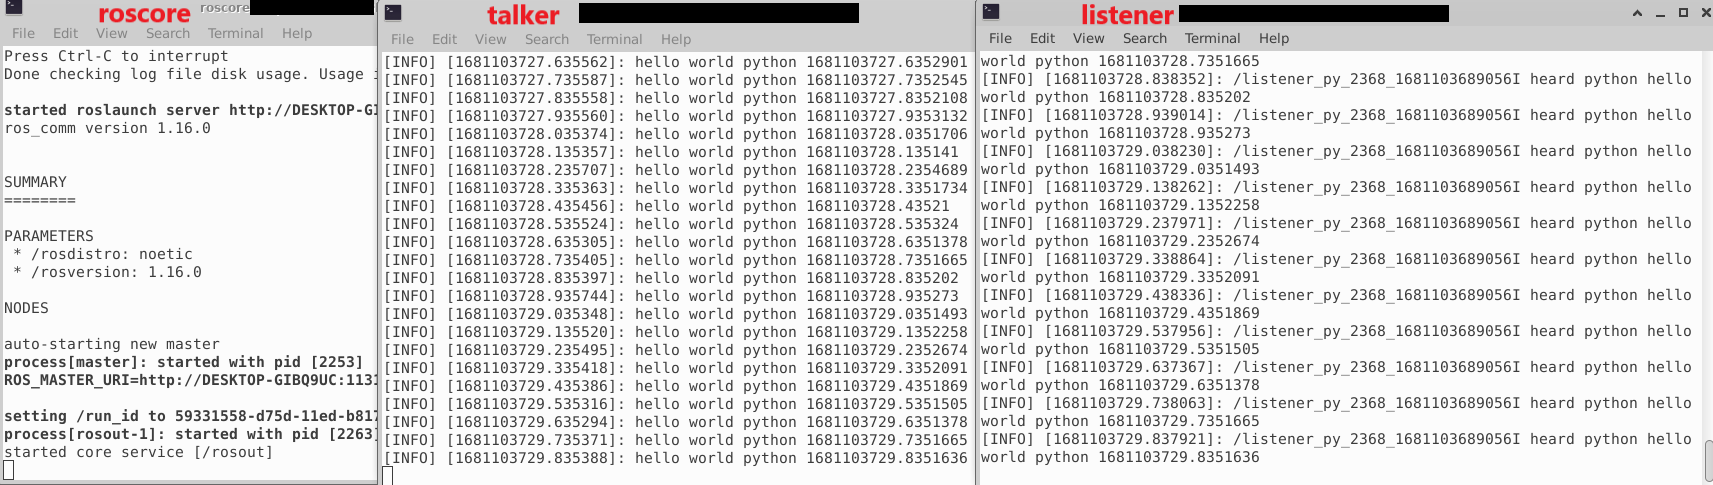 roscore
roscore
File Edit View Search Terminal Help
Press Ctrl-C to interrupt
Done checking log file disk usage. Usage
started roslaunch server http://DESKTOP-GI
ros_comm version 1.16.0
SUMMARY
========
PARAMETERS
* /rosdistro: noetic
* /rosversion: 1.16.0
NODES
auto-starting new master
process[master]: started with pid [2253]
ROS_MASTER_URI=http://DESKTOP-GIBQ9UC:1131
setting /run_id to 59331558-d75d-11ed-b817
process[rosout-1]: started with pid [2263]
started core service [/rosout]
talker
File Edit View Search Terminal Help
[INFO] [1681103727.635562]: hello world python 1681103727.6352901
[INFO] [1681103727.735587]: hello world python 1681103727.7352545
[INFO] [1681103727.835558]: hello world python 1681103727.8352108
[INFO] [1681103727.935560]: hello world python 1681103727.9353132
[INFO] [1681103728.035374]: hello world python 1681103728.0351706
[INFO] [1681103728.135357]: hello world python 1681103728.135141
[INFO] [1681103728.235707]: hello world python 1681103728.2354689
[INFO] [1681103728.335363]: hello world python 1681103728.3351734
[INFO] [1681103728.435456]: hello world python 1681103728.43521
[INFO] [1681103728.535524]: hello world python 1681103728.535324
[INFO] [1681103728.635305]: hello world python 1681103728.6351378
[INFO] [1681103728.735405]: hello world python 1681103728.7351665
[INFO] [1681103728.835397]: hello world python 1681103728.835202
[INFO] [1681103728.935744]: hello world python 1681103728.935273
[INFO] [1681103729.035348]: hello world python 1681103729.0351493
[INFO] [1681103729.135520]: hello world python 1681103729.1352258
[INFO] [1681103729.235495]: hello world python 1681103729.2352674
[INFO] [1681103729.335418]: hello world python 1681103729.3352091
[INFO] [1681103729.435386]: hello world python 1681103729.4351869
[INFO] [1681103729.535316]: hello world python 1681103729.5351505
[INFO] [1681103729.635294]: hello world python 1681103729.6351378
[INFO] [1681103729.735371]: hello world python 1681103729.7351665
[INFO] [1681103729.835388]: hello world python 1681103729.8351636
listener
File Edit View Search Terminal Help
world python 1681103728.7351665
[INFO] [1681103728.838352]: /listener_py_2368_1681103689056I heard python hello
world python 1681103728.835202
[INFO] [1681103728.939014]: /listener_py_2368_1681103689056I heard python hello
world python 1681103728.935273
[INFO] [1681103729.038230]: /listener_py_2368_1681103689056I heard python hello
world python 1681103729.0351493
[INFO] [1681103729.138262]: /listener_py_2368_1681103689056I heard python hello
world python 1681103729.1352258
[INFO] [1681103729.237971]: /listener_py_2368_1681103689056I heard python hello
world python 1681103729.2352674
[INFO] [1681103729.338864]: /listener_py_2368_1681103689056I heard python hello
world python 1681103729.3352091
[INFO] [1681103729.438336]: /listener_py_2368_1681103689056I heard python hello
world python 1681103729.4351869
[INFO] [1681103729.537956]: /listener_py_2368_1681103689056I heard python hello
world python 1681103729.5351505
[INFO] [1681103729.637367]: /listener_py_2368_1681103689056I heard python hello
world python 1681103729.6351378
[INFO] [1681103729.738063]: /listener_py_2368_1681103689056I heard python hello
world python 1681103729.7351665
[INFO] [1681103729.837921]: /listener_py_2368_1681103689056I heard python hello
world python 1681103729.8351636